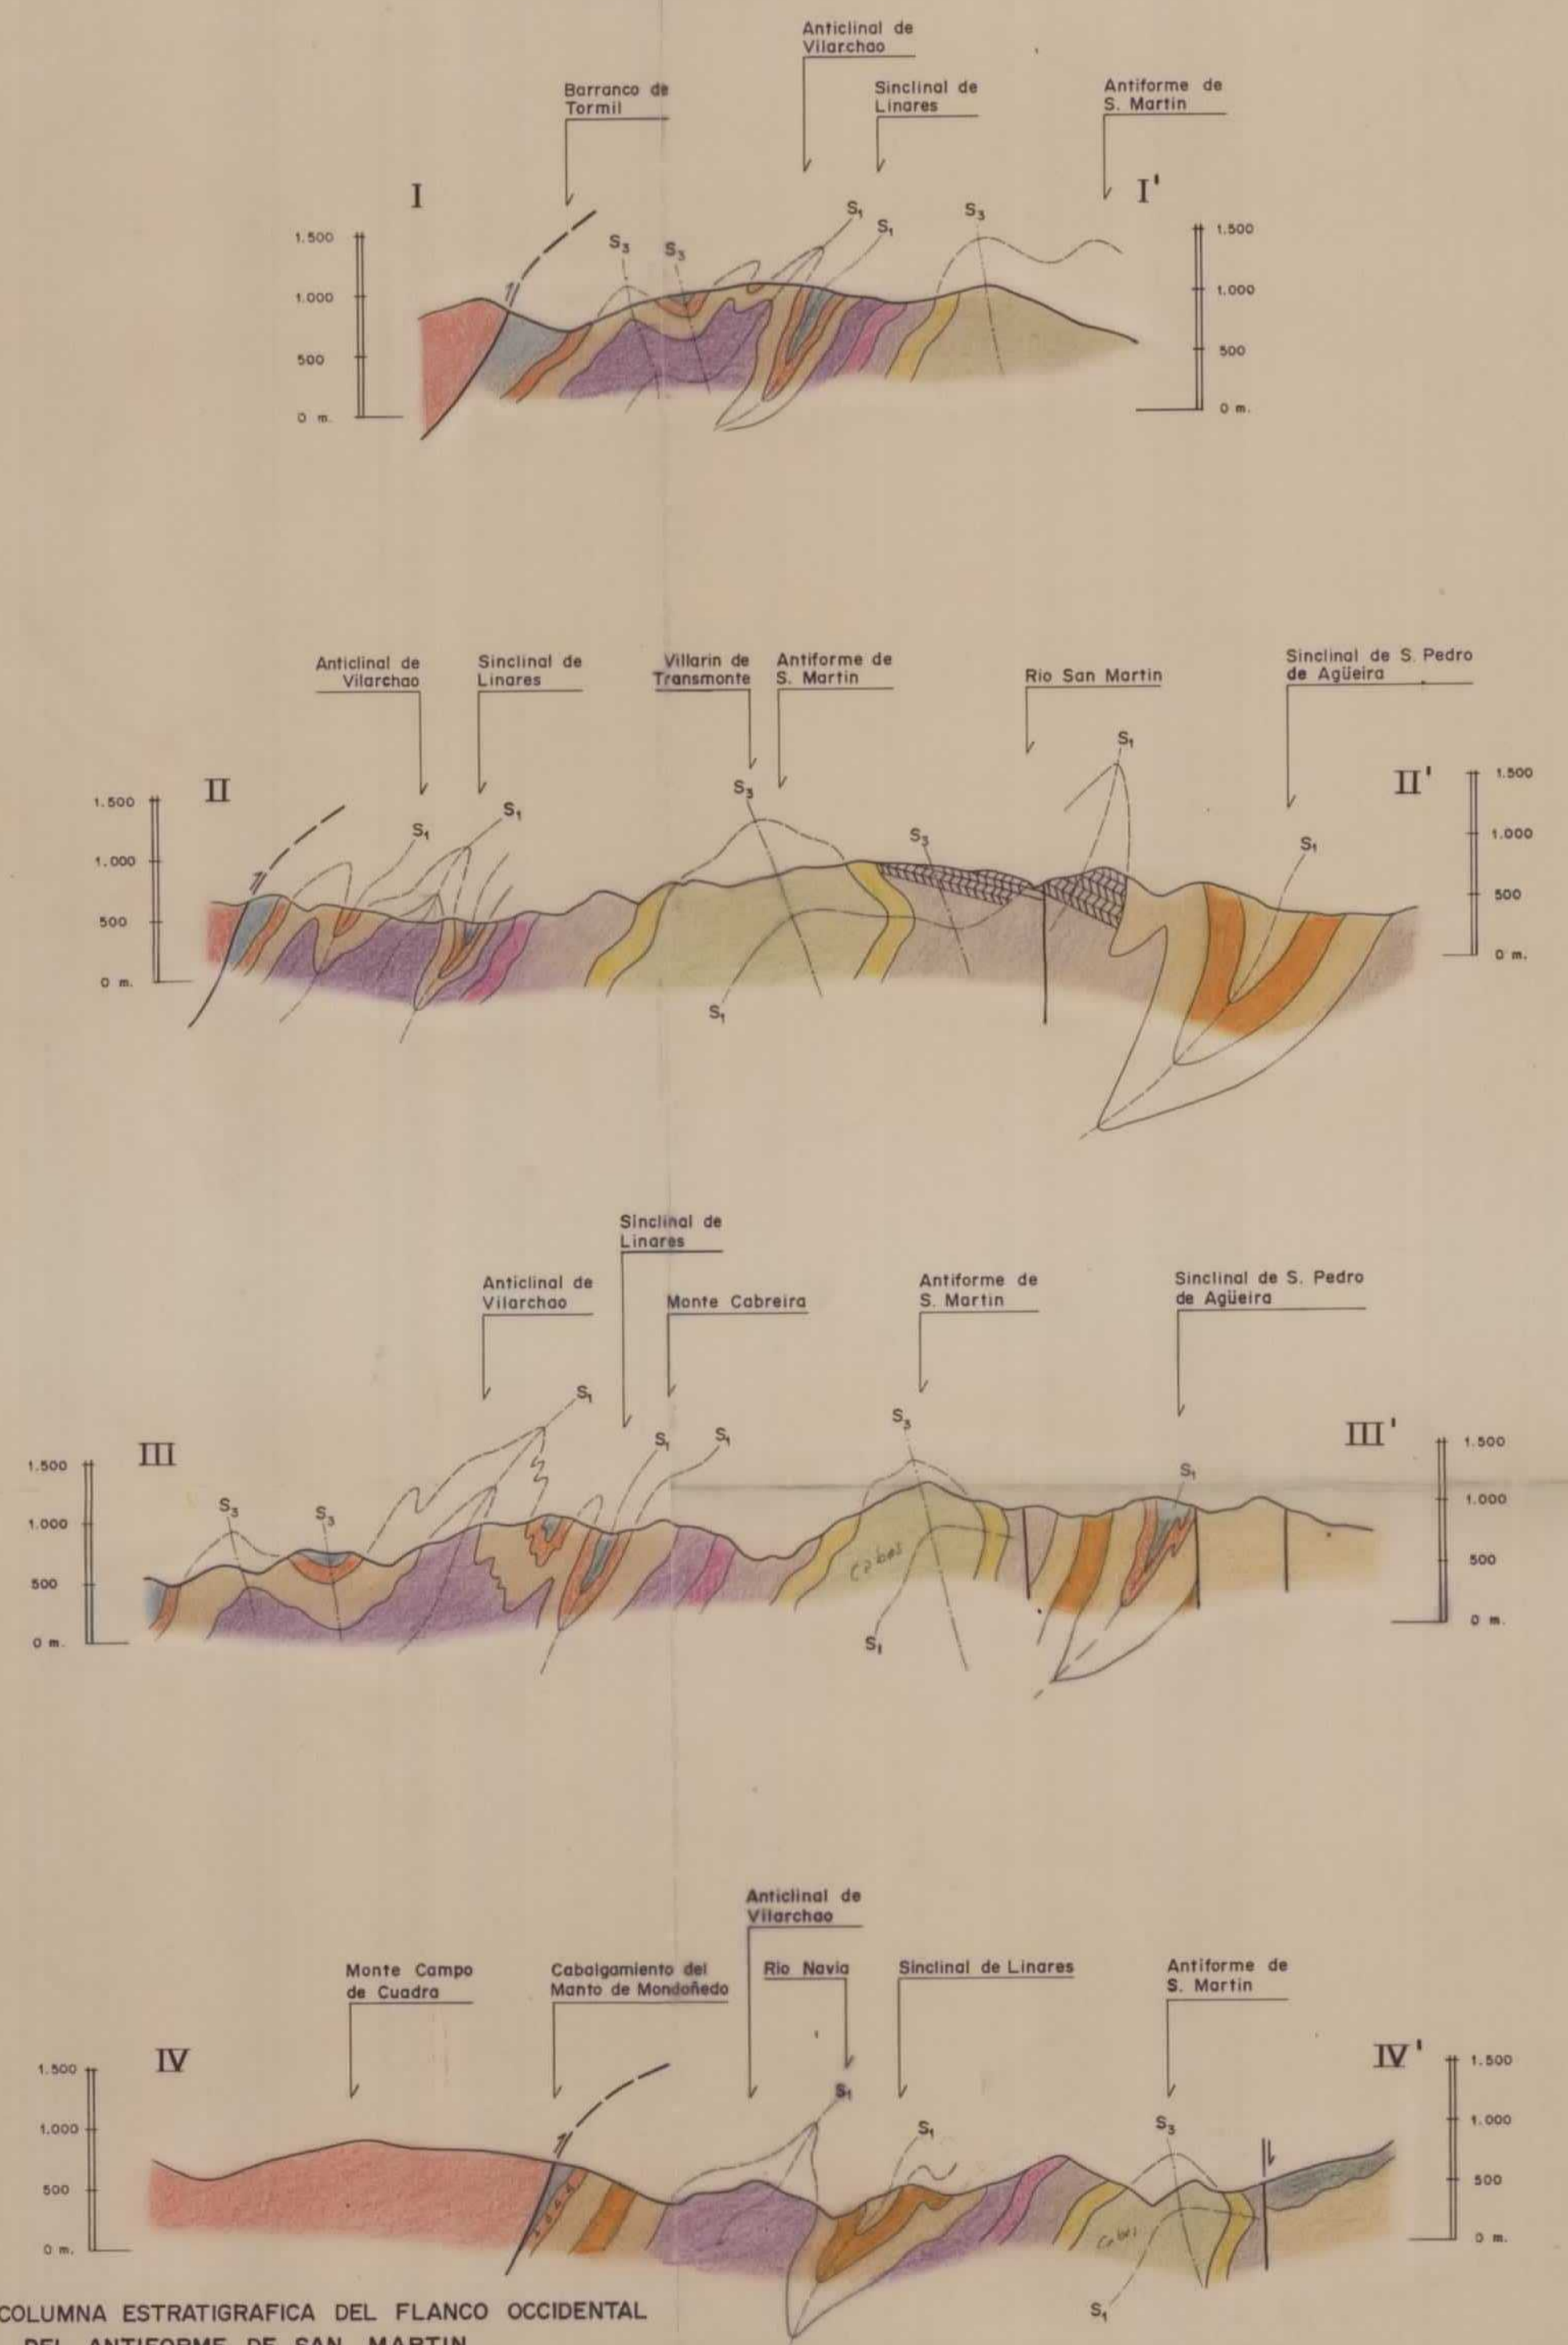 Anticlinal de
Vilarchao
Barranco de
Tormil
Sinclinal de
Linares
Antiforme de
S. Martin
I
I'
1.500
1.000
500
0 m.
S3
S3
S1
S1
S3
1.500
1.000
500
0 m.
Anticlinal de
Vilarchao
Sinclinal de
Linares
Villarin de
Transmonte
Antiforme de
S. Martin
Rio San Martin
Sinclinal de S. Pedro
de Agüeira
II
II'
1.500
1.000
500
0 m.
S1
S1
S3
S1
S3
S1
S1
1.500
1.000
500
0 m.
Sinclinal de
Linares
Anticlinal de
Vilarchao
Monte Cabreira
Antiforme de
S. Martin
Sinclinal de S. Pedro
de Agüeira
III
III'
1.500
1.000
500
0 m.
S3
S3
S1
S1
S1
S3
Cabos
S1
S1
1.500
1.000
500
0 m.
Anticlinal de
Vilarchao
Monte Campo
de Cuadra
Cabalgamiento del
Manto de Mondoñedo
Rio Navia
Sinclinal de Linares
Antiforme de
S. Martin
IV
IV'
1.500
1.000
500
0 m.
S1
S1
S3
Cabos
S1
1.500
1.000
500
0 m.
COLUMNA ESTRATIGRAFICA DEL FLANCO OCCIDENTAL
DEL ANTIFORME DE SAN MARTIN